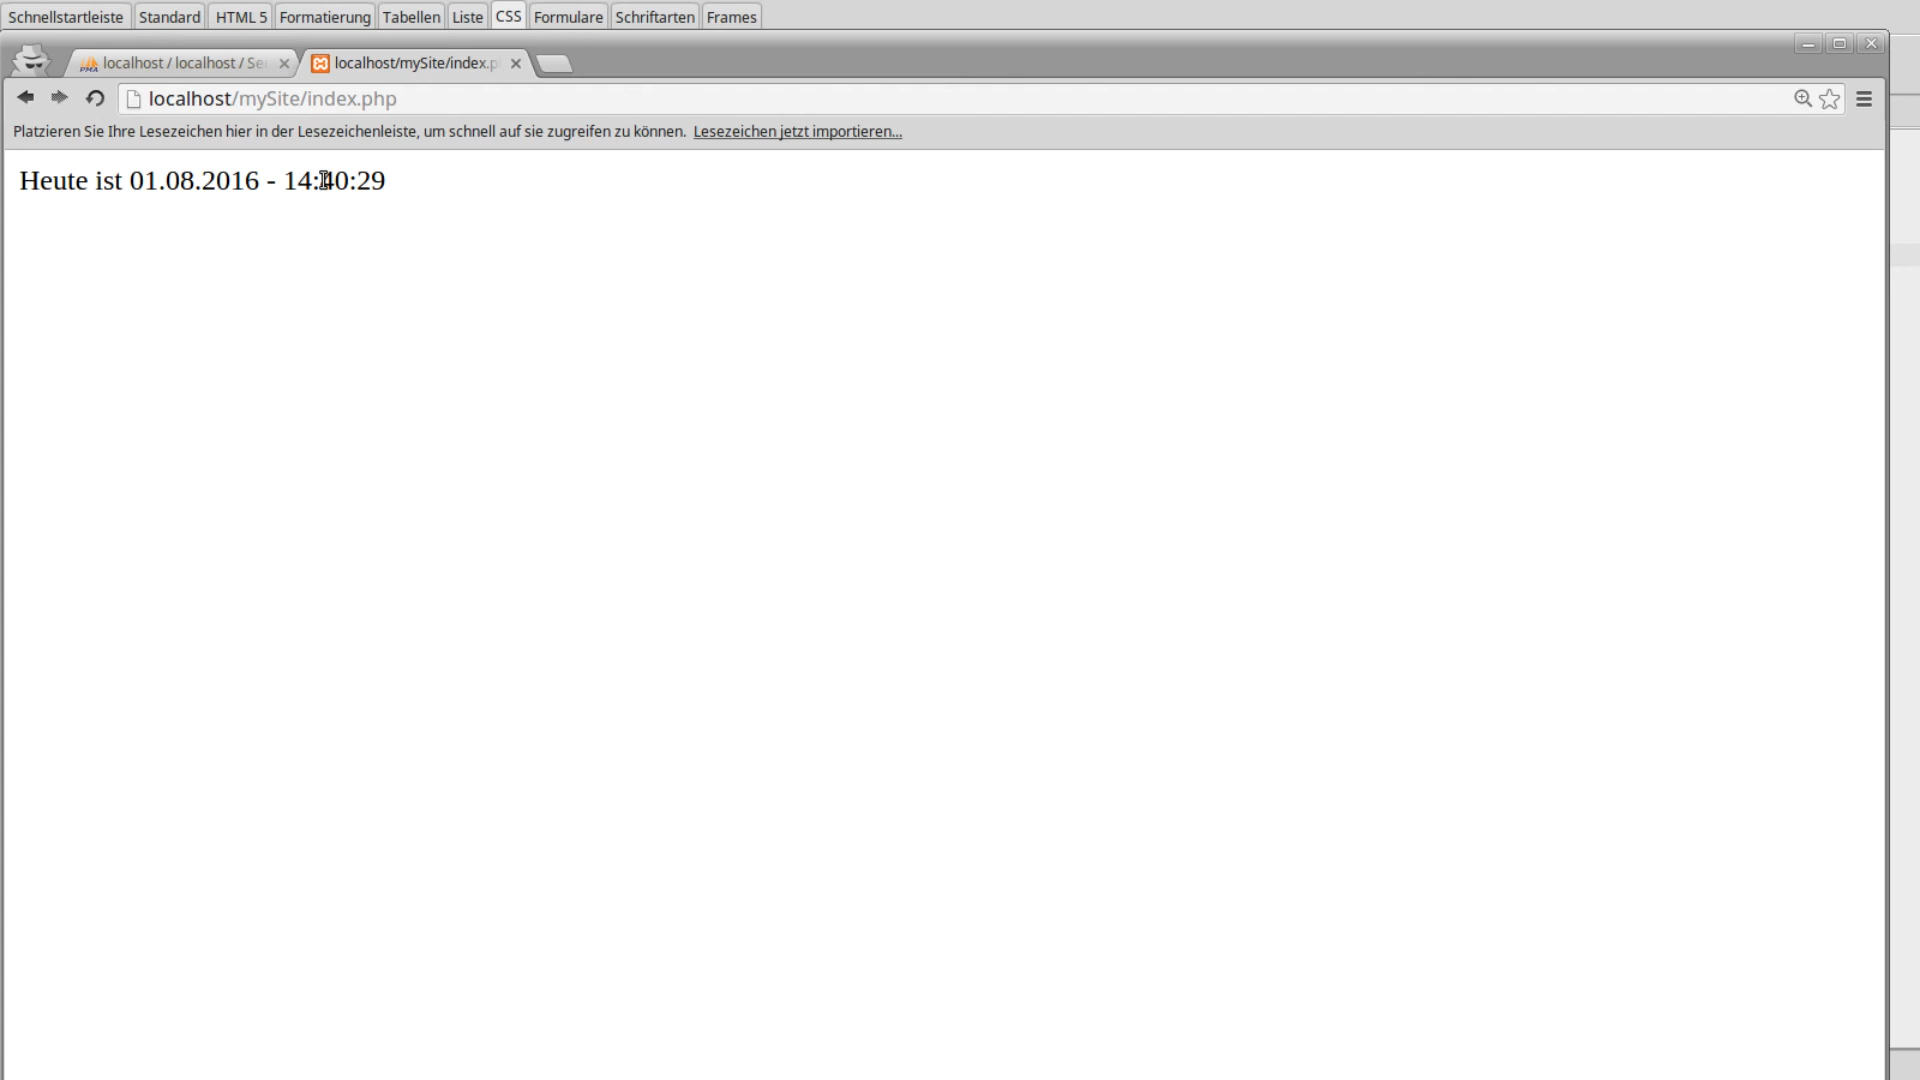 Schnellstartleiste Standard HTML 5 Formatierung Tabellen Liste CSS Formulare Schriftarten Frames
PMA localhost / localhost / Se localhost/mySite/index.p
localhost/mySite/index.php
Platzieren Sie Ihre Lesezeichen hier in der Lesezeichenleiste, um schnell auf sie zugreifen zu können. Lesezeichen jetzt importieren...
Heute ist 01.08.2016 - 14:40:29